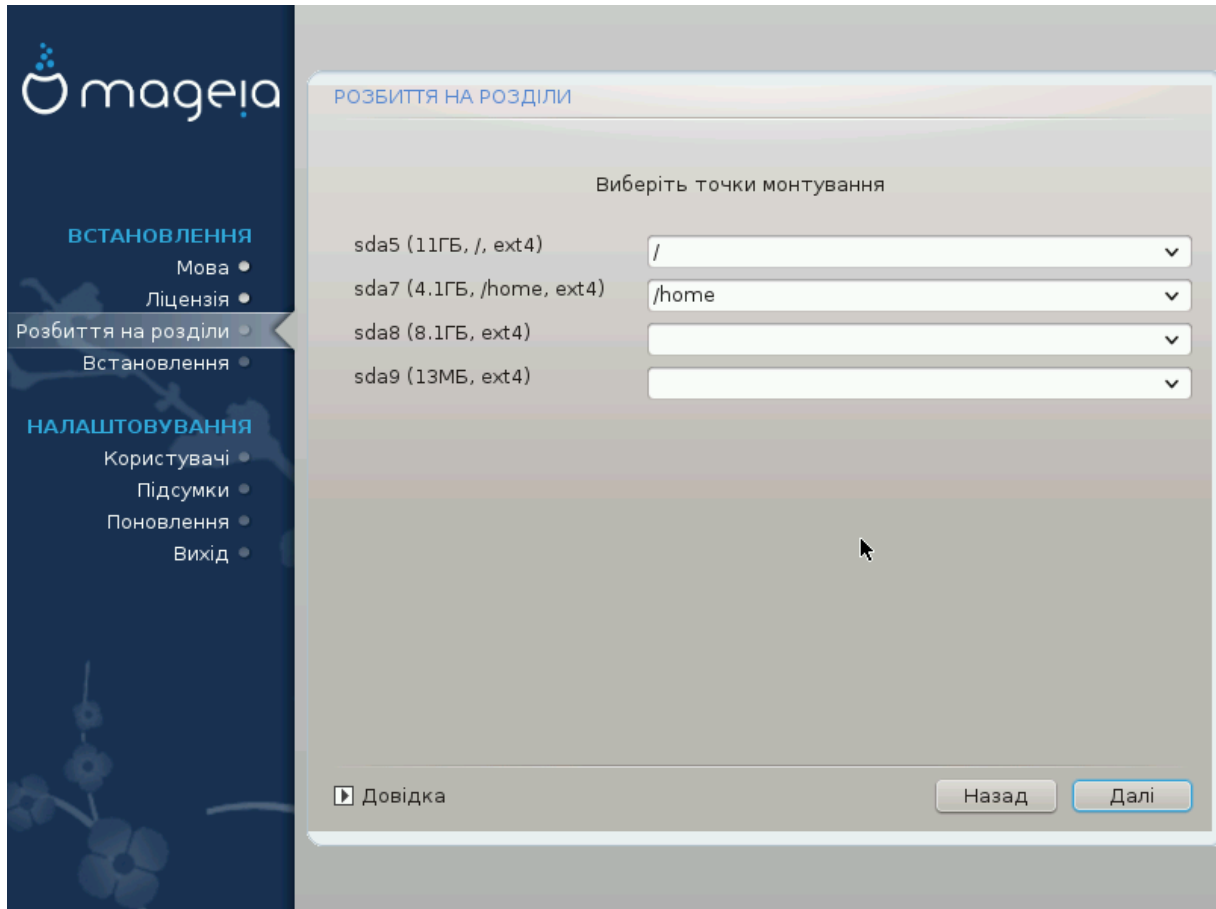 mageia
ВСТАНОВЛЕННЯ
Мова
Ліцензія
Розбиття на розділи
Встановлення
НАЛАШТОВУВАННЯ
Користувачі
Підсумки
Поновлення
Вихід
РОЗБИТТЯ НА РОЗДІЛИ
Виберіть точки монтування
sda5 (11ГБ, /, ext4) /
sda7 (4.1ГБ, /home, ext4) /home
sda8 (8.1ГБ, ext4)
sda9 (13МБ, ext4)
Довідка Назад Далі